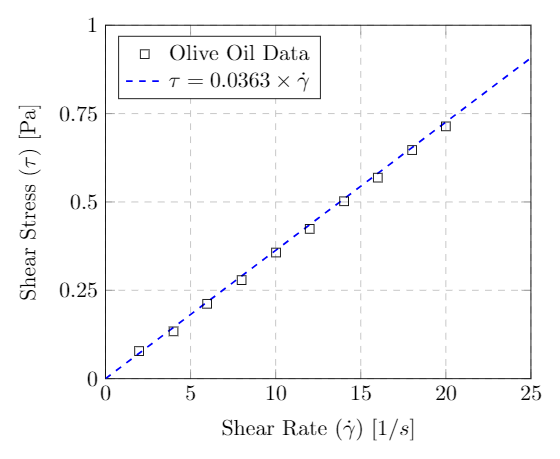 1
0.75
0.5
0.25
0
0 5 10 15 20 25
Shear Stress (τ) [Pa]
Shear Rate (γ̇) [1/s]
Olive Oil Data
τ = 0.0363 × γ̇